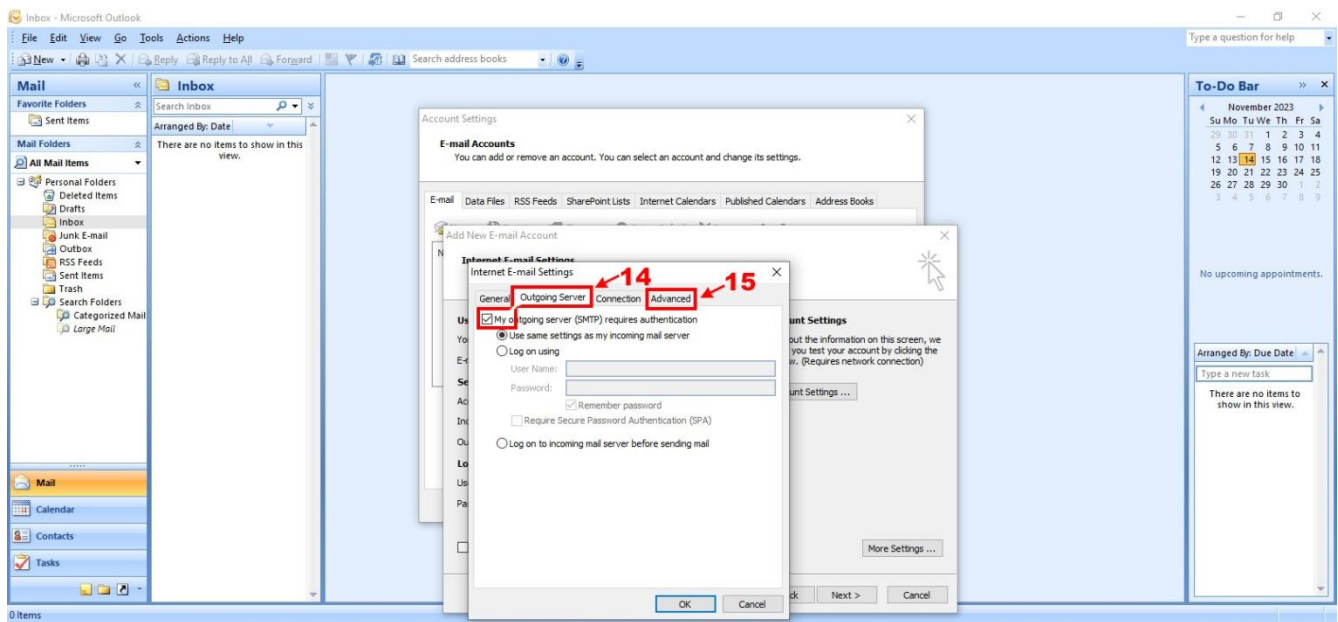 Inbox - Microsoft Outlook
File Edit View Go Tools Actions Help
Type a question for help
New Reply Reply to All Forward Search address books
Mail «
Favorite Folders
Sent Items
Mail Folders
All Mail Items
Personal Folders
Deleted Items
Drafts
Inbox
Junk E-mail
Outbox
RSS Feeds
Sent Items
Trash
Search Folders
Categorized Mail
Large Mail
Mail
Calendar
Contacts
Tasks
0 Items
Inbox
Search Inbox
Arranged By: Date
There are no items to show in this
view.
Account Settings
E-mail Accounts
You can add or remove an account. You can select an account and change its settings.
E-mail Data Files RSS Feeds SharePoint Lists Internet Calendars Published Calendars Address Books
Add New E-mail Account
Internet E-mail Settings
unt Settings
out the information on this screen, we
you test your account by clicking the
w. (Requires network connection)
unt Settings ...
More Settings ...
Next > Cancel
Internet E-mail Settings
14
15
General Outgoing Server Connection Advanced
My outgoing server (SMTP) requires authentication
Use same settings as my incoming mail server
Log on using
User Name:
Password:
Remember password
Require Secure Password Authentication (SPA)
Log on to incoming mail server before sending mail
OK Cancel
To-Do Bar »
November 2023
Su Mo Tu We Th Fr Sa
29 30 31 1 2 3 4
5 6 7 8 9 10 11
12 13 14 15 16 17 18
19 20 21 22 23 24 25
26 27 28 29 30 1 2
3 4 5 6 7 8 9
No upcoming appointments.
Arranged By: Due Date
Type a new task
There are no items to
show in this view.